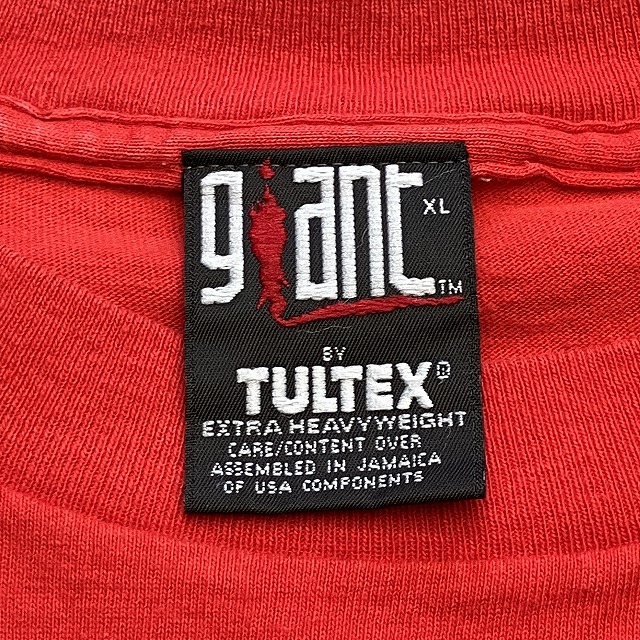 giant XL
TM
BY
TULTEX®
EXTRA HEAVYWEIGHT
CARE/CONTENT OVER
ASSEMBLED IN JAMAICA
OF USA COMPONENTS